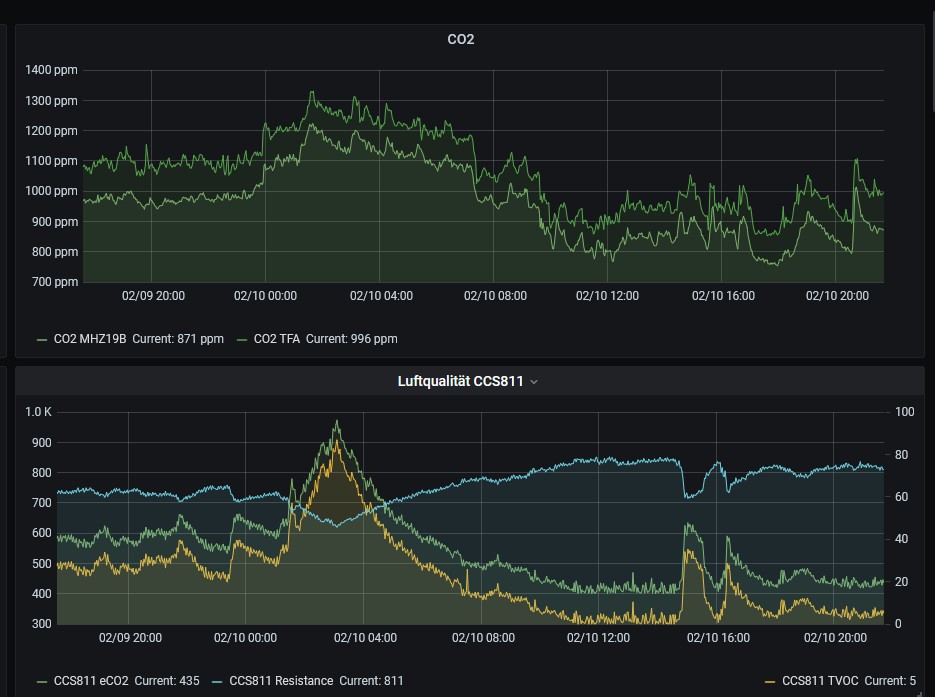 CO2
1400 ppm
1300 ppm
1200 ppm
1100 ppm
1000 ppm
900 ppm
800 ppm
700 ppm
02/09 20:00 02/10 00:00 02/10 04:00 02/10 08:00 02/10 12:00 02/10 16:00 02/10 20:00
CO2 MHZ19B Current: 871 ppm CO2 TFA Current: 996 ppm
Luftqualität CCS811
1.0 K 100
900
800 80
700
600 60
500 40
400 20
300 0
02/09 20:00 02/10 00:00 02/10 04:00 02/10 08:00 02/10 12:00 02/10 16:00 02/10 20:00
CCS811 eCO2 Current: 435 CCS811 Resistance Current: 811 CCS811 TVOC Current: 5